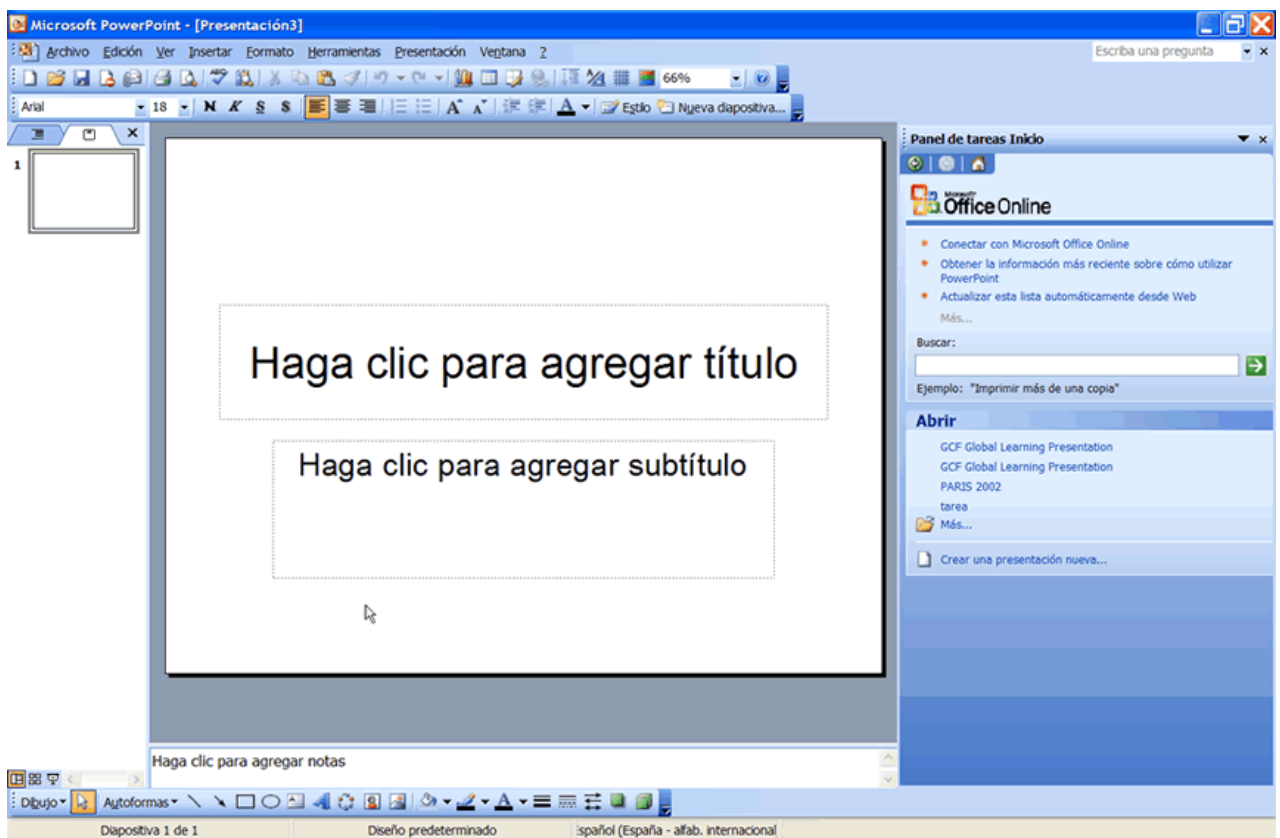 Microsoft PowerPoint - [Presentación3]
Archivo Edición Ver Insertar Formato Herramientas Presentación Ventana ? Escriba una pregunta
66%
Arial 18 N K S S A A A Estilo Nueva diapositiva...
Panel de tareas Inicio
1
Microsoft
Office Online
Conectar con Microsoft Office Online
Obtener la información más reciente sobre cómo utilizar
PowerPoint
Actualizar esta lista automáticamente desde Web
Más...
Buscar:
Ejemplo: "Imprimir más de una copia"
Abrir
GCF Global Learning Presentation
GCF Global Learning Presentation
PARIS 2002
tarea
Más...
Crear una presentación nueva...
Haga clic para agregar título
Haga clic para agregar subtítulo
Haga clic para agregar notas
Dibujo Autoformas A
Diapositiva 1 de 1 Diseño predeterminado spañol (España - alfab. internacional